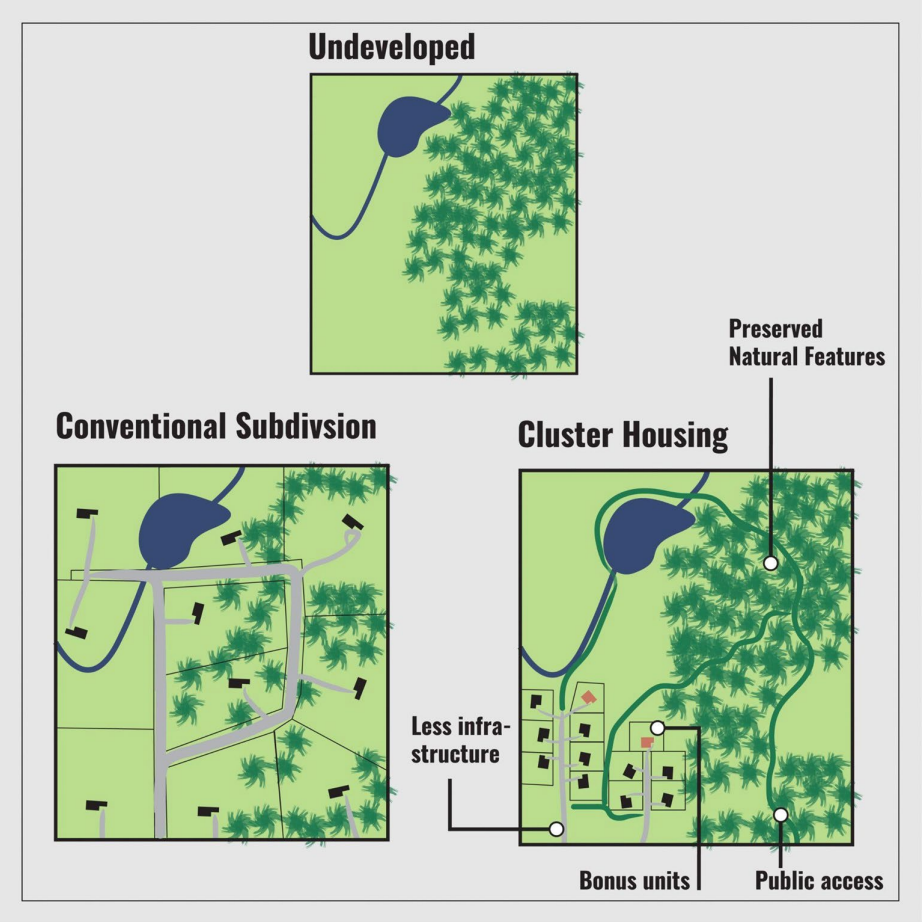 Undeveloped
Preserved
Natural Features
Conventional Subdivsion
Cluster Housing
Less infra-
structure
Bonus units
Public access